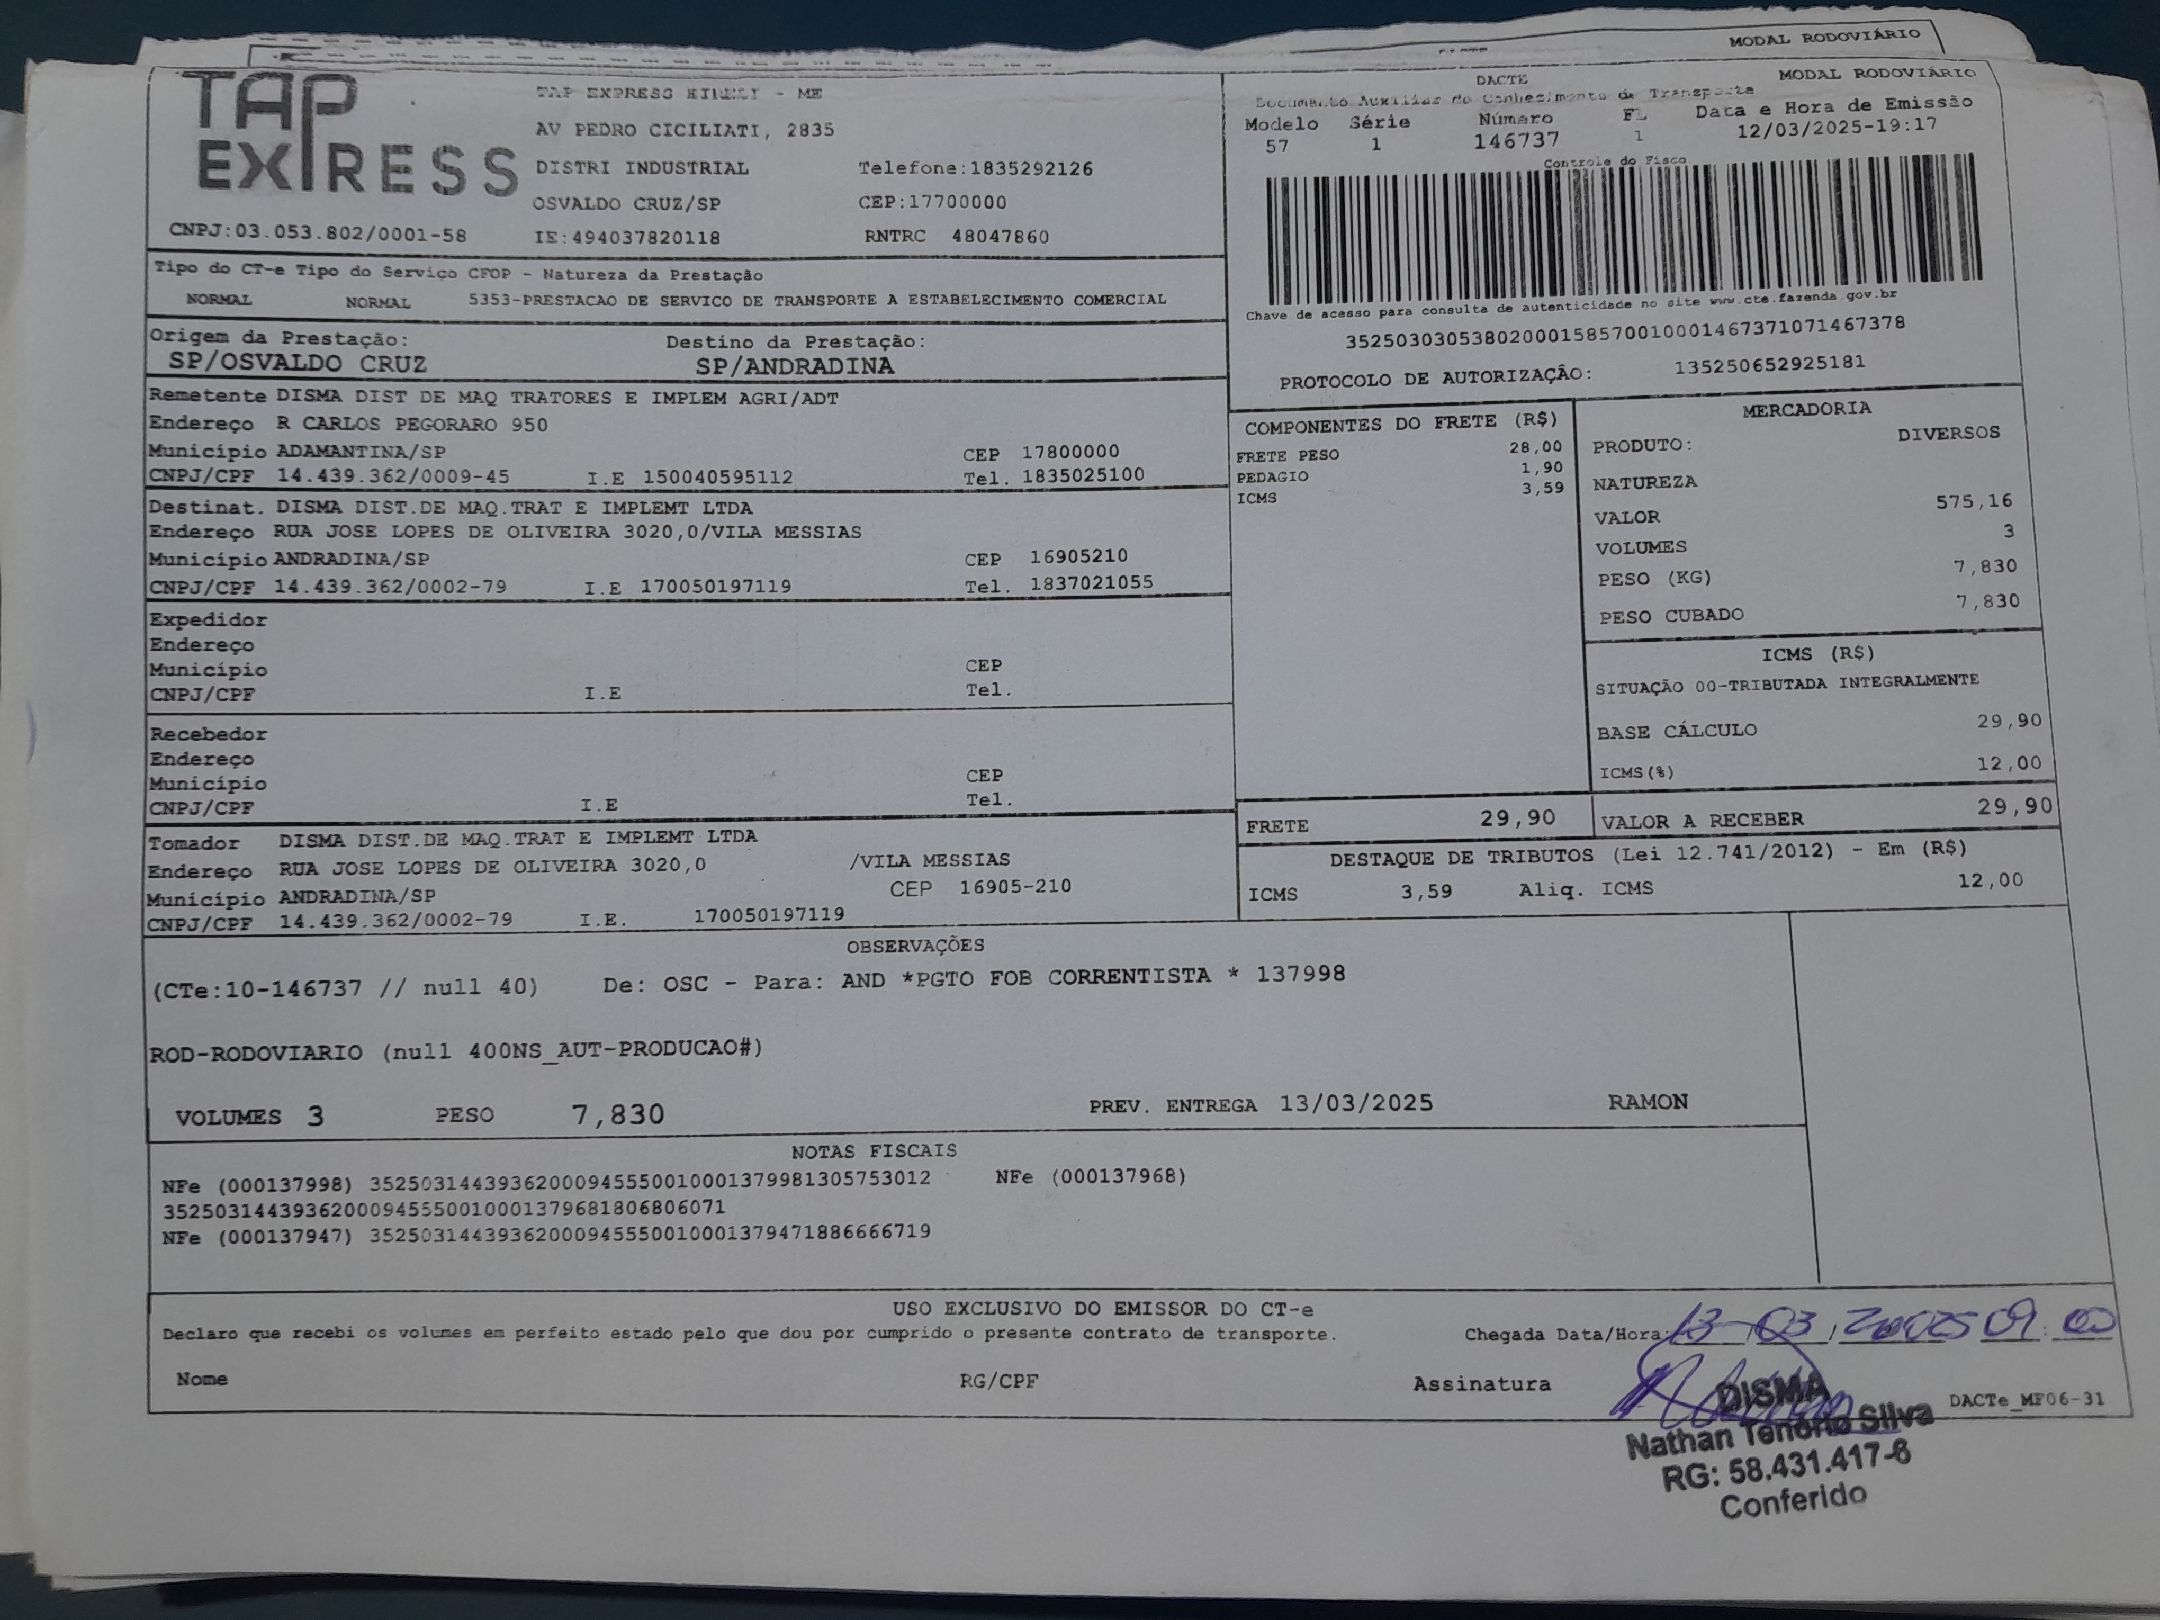 MODAL RODOVIÁRIO
TAP EXPRESS
TAP EXPRESS EIRELI - ME
AV PEDRO CICILIATI, 2835
DISTRI INDUSTRIAL Telefone:1835292126
OSVALDO CRUZ/SP CEP:17700000
CNPJ:03.053.802/0001-58 IE:494037820118 RNTRC 48047860
DACTE MODAL RODOVIÁRIO
Documento Auxiliar do Conhecimento de Transporte
Modelo Série Número FL Data e Hora de Emissão
57 1 146737 1 12/03/2025-19:17
Controle do Fisco
Chave de acesso para consulta de autenticidade no site www.cte.fazenda.gov.br
35250303053802000158570010001467371071467378
PROTOCOLO DE AUTORIZAÇÃO: 135250652925181
Tipo do CT-e Tipo do Serviço CFOP - Natureza da Prestação
NORMAL NORMAL 5353-PRESTACAO DE SERVICO DE TRANSPORTE A ESTABELECIMENTO COMERCIAL
Origem da Prestação: Destino da Prestação:
SP/OSVALDO CRUZ SP/ANDRADINA
Remetente DISMA DIST DE MAQ TRATORES E IMPLEM AGRI/ADT
Endereço R CARLOS PEGORARO 950
Município ADAMANTINA/SP CEP 17800000
CNPJ/CPF 14.439.362/0009-45 I.E 150040595112 Tel. 1835025100
Destinat. DISMA DIST.DE MAQ.TRAT E IMPLEMT LTDA
Endereço RUA JOSE LOPES DE OLIVEIRA 3020,0/VILA MESSIAS
Município ANDRADINA/SP CEP 16905210
CNPJ/CPF 14.439.362/0002-79 I.E 170050197119 Tel. 1837021055
Expedidor
Endereço
Município CEP
CNPJ/CPF I.E Tel.
Recebedor
Endereço
Município CEP
CNPJ/CPF I.E Tel.
Tomador DISMA DIST.DE MAQ.TRAT E IMPLEMT LTDA
Endereço RUA JOSE LOPES DE OLIVEIRA 3020,0 /VILA MESSIAS
Município ANDRADINA/SP CEP 16905-210
CNPJ/CPF 14.439.362/0002-79 I.E. 170050197119
COMPONENTES DO FRETE (R$)
FRETE PESO 28,00
PEDAGIO 1,90
ICMS 3,59
MERCADORIA
PRODUTO: DIVERSOS
NATUREZA
VALOR 575,16
VOLUMES 3
PESO (KG) 7,830
PESO CUBADO 7,830
ICMS (R$)
SITUAÇÃO 00-TRIBUTADA INTEGRALMENTE
BASE CÁLCULO 29,90
ICMS(%) 12,00
FRETE 29,90 VALOR A RECEBER 29,90
DESTAQUE DE TRIBUTOS (Lei 12.741/2012) - Em (R$)
ICMS 3,59 Aliq. ICMS 12,00
OBSERVAÇÕES
(CTe:10-146737 // null 40) De: OSC - Para: AND *PGTO FOB CORRENTISTA * 137998
ROD-RODOVIARIO (null 400NS_AUT-PRODUCAO#)
VOLUMES 3 PESO 7,830 PREV. ENTREGA 13/03/2025 RAMON
NOTAS FISCAIS
NFe (000137998) 35250314439362000945550010001379981305753012 NFe (000137968)
35250314439362000945550010001379681806806071
NFe (000137947) 35250314439362000945550010001379471886666719
USO EXCLUSIVO DO EMISSOR DO CT-e
Declaro que recebi os volumes em perfeito estado pelo que dou por cumprido o presente contrato de transporte. Chegada Data/Hora: 13 /03 / 09:00
Nome RG/CPF Assinatura
DACTe_MF06-31
DISMA
Nathan Tenorio Silva
RG: 58.431.417-6
Conferido